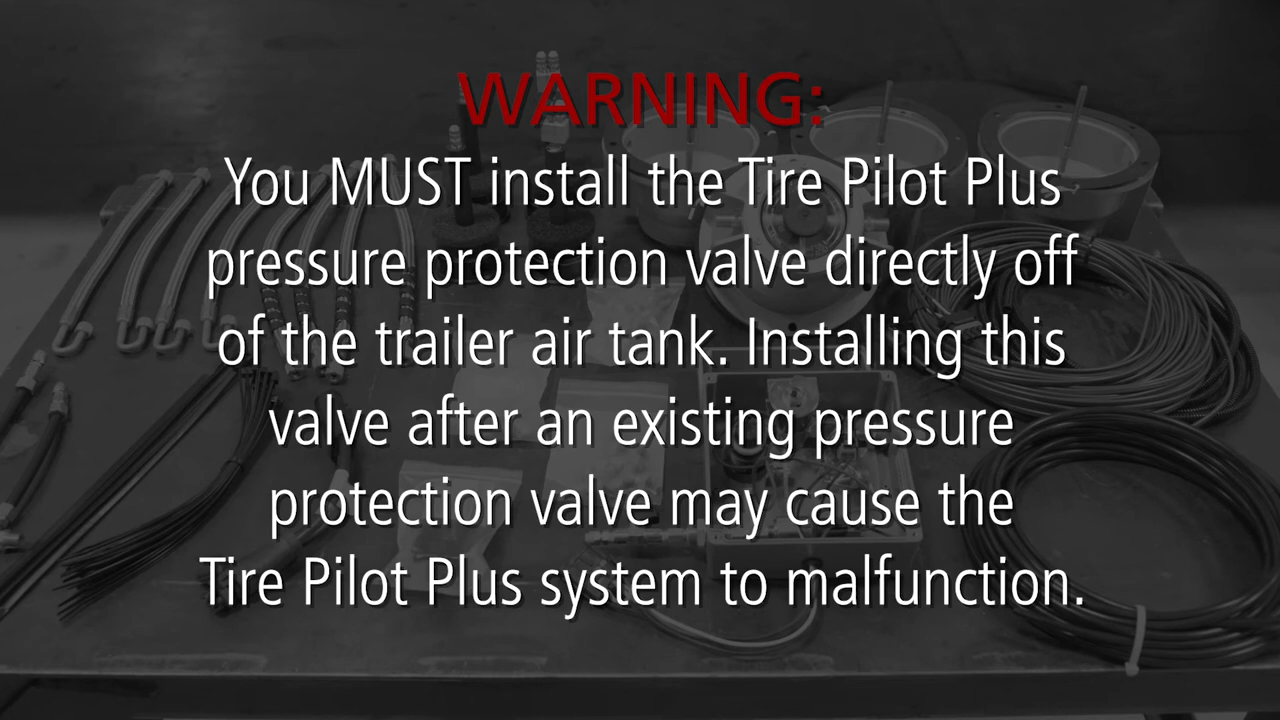 WARNING:
You MUST install the Tire Pilot Plus
pressure protection valve directly off
of the trailer air tank. Installing this
valve after an existing pressure
protection valve may cause the
Tire Pilot Plus system to malfunction.